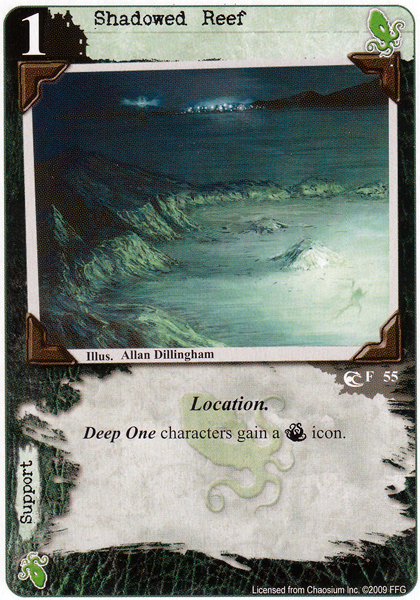 1
Shadowed Reef
Illus. Allan Dillingham
F 55
Location.
Deep One characters gain a icon.
Support
Licensed from Chaosium Inc. ©2009 FFG